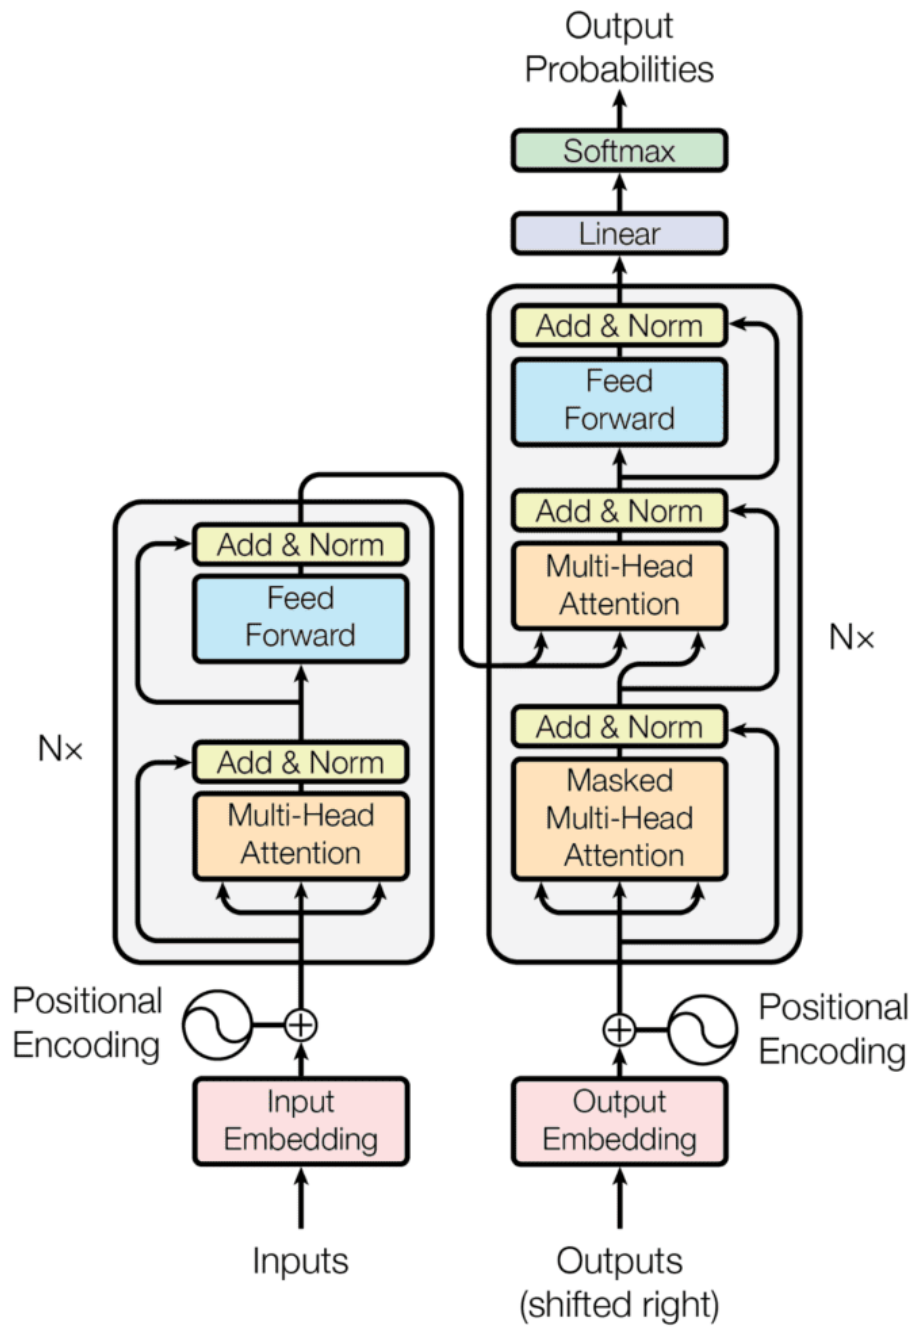 Output
Probabilities
Softmax
Linear
Add & Norm
Feed
Forward
Add & Norm
Multi-Head
Attention
Add & Norm
Masked
Multi-Head
Attention
Nx
Add & Norm
Feed
Forward
Add & Norm
Multi-Head
Attention
Nx
Positional
Encoding
Positional
Encoding
Input
Embedding
Output
Embedding
Inputs
Outputs
(shifted right)